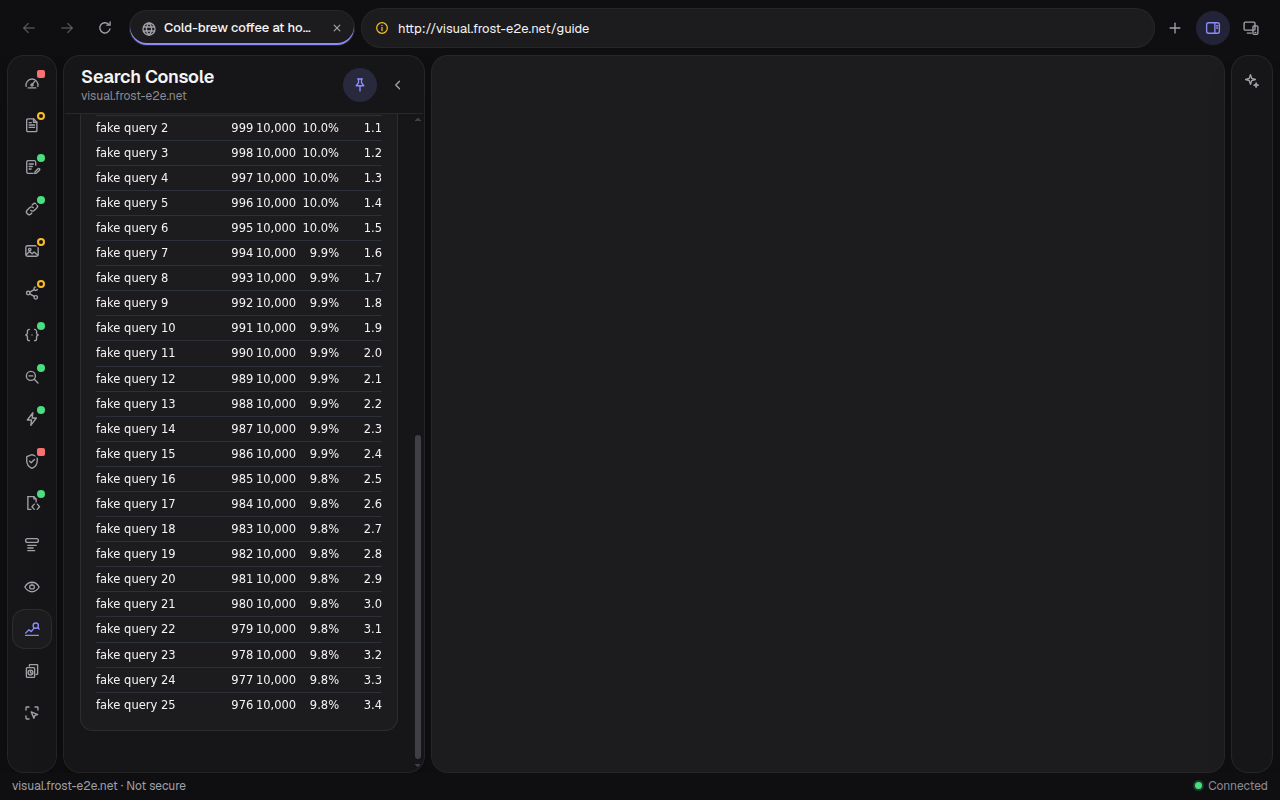 Cold-brew coffee at ho...
http://visual.frost-e2e.net/guide
Search Console
visual.frost-e2e.net
fake query 2 999 10,000 10.0% 1.1
fake query 3 998 10,000 10.0% 1.2
fake query 4 997 10,000 10.0% 1.3
fake query 5 996 10,000 10.0% 1.4
fake query 6 995 10,000 10.0% 1.5
fake query 7 994 10,000 9.9% 1.6
fake query 8 993 10,000 9.9% 1.7
fake query 9 992 10,000 9.9% 1.8
fake query 10 991 10,000 9.9% 1.9
fake query 11 990 10,000 9.9% 2.0
fake query 12 989 10,000 9.9% 2.1
fake query 13 988 10,000 9.9% 2.2
fake query 14 987 10,000 9.9% 2.3
fake query 15 986 10,000 9.9% 2.4
fake query 16 985 10,000 9.8% 2.5
fake query 17 984 10,000 9.8% 2.6
fake query 18 983 10,000 9.8% 2.7
fake query 19 982 10,000 9.8% 2.8
fake query 20 981 10,000 9.8% 2.9
fake query 21 980 10,000 9.8% 3.0
fake query 22 979 10,000 9.8% 3.1
fake query 23 978 10,000 9.8% 3.2
fake query 24 977 10,000 9.8% 3.3
fake query 25 976 10,000 9.8% 3.4
visual.frost-e2e.net · Not secure
Connected